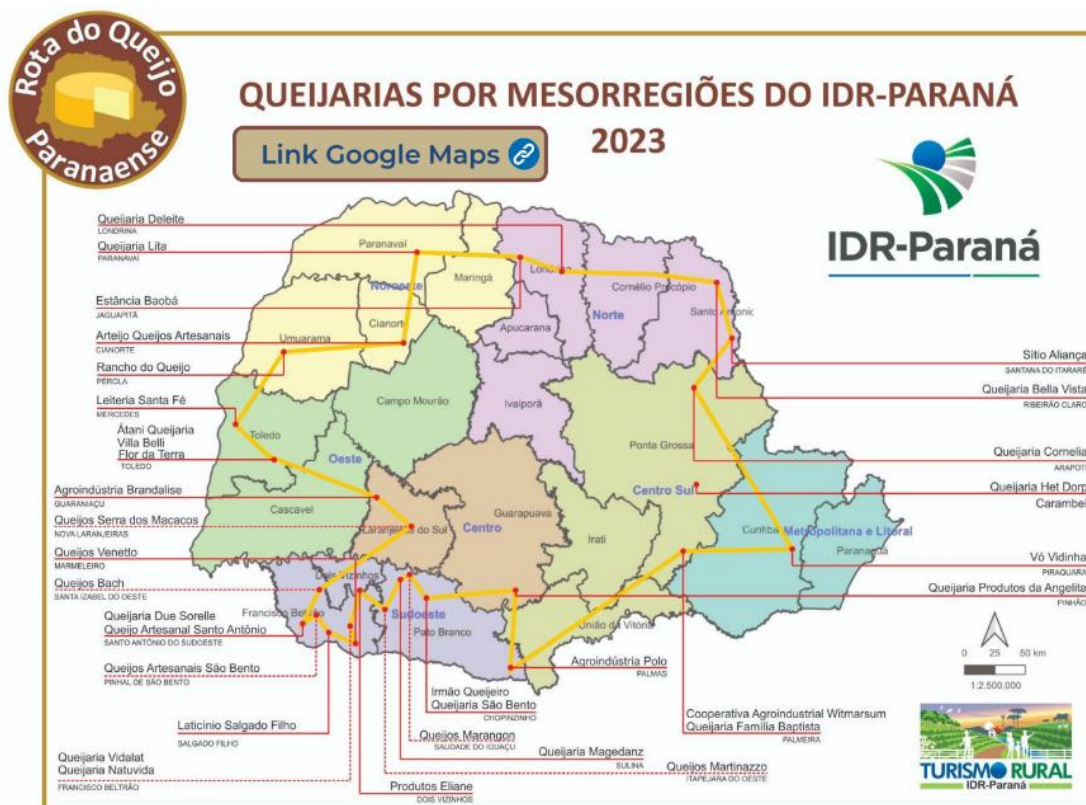 Rota do Queijo
Paranaense
QUEIJARIAS POR MESORREGIÕES DO IDR-PARANÁ
2023
Link Google Maps
IDR-Paraná
Queijaria Deleite
LONDRINA
Queijaria Lita
PARANAVAÍ
Estância Baobá
JAGUAPITÃ
Arteijo Queijos Artesanais
CIANORTE
Rancho do Queijo
PÉROLA
Leiteria Santa Fé
MERCEDES
Átani Queijaria
Villa Belli
Flor da Terra
TOLEDO
Agroindústria Brandalise
GUARANIAÇU
Queijos Serra dos Macacos
NOVA LARANJEIRAS
Queijos Venetto
MARMELEIRO
Queijos Bach
SANTA IZABEL DO OESTE
Queijaria Due Sorelle
Queijo Artesanal Santo Antônio
SANTO ANTÔNIO DO SUDOESTE
Queijos Artesanais São Bento
PINHAL DE SÃO BENTO
Laticínio Salgado Filho
SALGADO FILHO
Queijaria Vidalat
Queijaria Natuvida
FRANCISCO BELTRÃO
Produtos Eliane
DOIS VIZINHOS
Irmão Queijeiro
Queijaria São Bento
CHOPINZINHO
Queijos Marangon
SAUDADE DO IGUAÇU
Queijaria Magedanz
SULINA
Queijos Martinazzo
ITAPEJARA DO OESTE
Agroindústria Polo
PALMAS
Cooperativa Agroindustrial Witmarsum
Queijaria Família Baptista
PALMEIRA
Sítio Aliança
SANTANA DO ITARARÉ
Queijaria Bella Vista
RIBEIRÃO CLARO
Queijaria Cornelia
ARAPOTI
Queijaria Het Dorp
Carambeí
Vó Vidinha
PIRAQUARA
Queijaria Produtos da Angelita
PINHÃO
Paranavaí
Noroeste
Maringá
Cianorte
Umuarama
Londrina
Cornélio Procópio
Santo Antonio
Apucarana
Norte
Ivaiporã
Campo Mourão
Toledo
Oeste
Cascavel
Laranjeiras do Sul
Centro
Guarapuava
Ponta Grossa
Centro Sul
Irati
Curitiba
Metropolitana e Litoral
Paranaguá
Dois Vizinhos
Francisco Beltrão
Sudoeste
Pato Branco
União da Vitória
0 25 50 km
1:2.500.000
TURISMO RURAL
IDR-Paraná